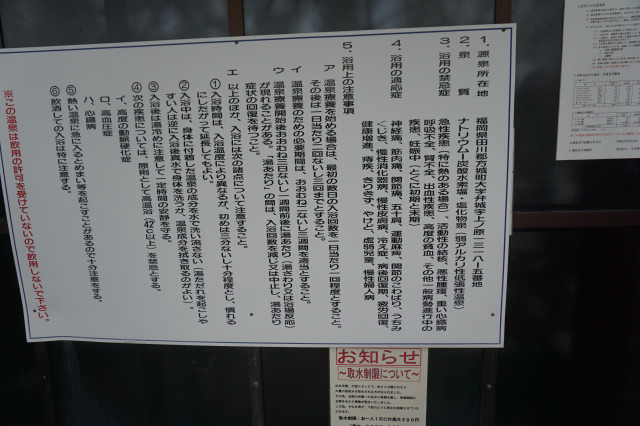 1．源泉所在地　福岡県田川郡方城町大字弁城字上ノ原一三一八ー五番地
2．泉　質　ナトリウムー炭酸水素塩・塩化物泉（弱アルカリ性低張性温泉）
3．浴用の禁忌症　急性疾患（特に熱のある場合）、活動性の結核、悪性腫瘍、重い心臓病
呼吸不全、腎不全、出血性疾患、高度の貧血、その他一般病勢進行中の
疾患、妊娠中（とくに初期と末期）
4．浴用の適応症　神経痛、筋肉痛、関節痛、五十肩、運動麻痺、関節のこわばり、うちみ
くじき、慢性消化器病、慢性皮膚病、冷え症、病後回復期、疲労回復、
健康増進、痔疾、きりきず、やけど、虚弱児童、慢性婦人病
5．浴用上の注意事項
ア　温泉療養を始める場合は、最初の数日の入浴回数を一日当たり一回程度とすること。
その後は一日当たり二回ないし三回までとすること。
イ　温泉療養のための必要期間は、おおむね二ないし三週間を適当とすること。
ウ　温泉療養開始後おおむね三日ないし一週間前後に湯あたり（湯さわり又は浴場反応）
が現れることがある。「湯あたり」の間は、入浴回数を減じ又は中止し、湯あたり
症状の回復を待つこと。
エ　以上のほか、入浴には次の諸点について注意すること。
①入浴時間は、入浴温度により異なるが、初めは三分ないし十分程度とし、慣れる
にしたがって延長してもよい。
②入浴中は、身体に付着した温泉の成分を水で洗い流さない（湯ただれを起こしや
すい人は逆に入浴後真水で身体を洗うか、温泉成分を拭き取るのがよい）。
③入浴後は湯冷めに注意して一定時間の安静を守る。
④次の疾患については、原則として高温浴（42℃以上）を禁忌とする。
イ、高度の動脈硬化症
ロ、高血圧症
ハ、心臓病
⑤熱い温泉に急に入るとめまい等を起こすことがあるので十分注意をする。
⑥飲酒しての入浴は特に注意する。
※この温泉は飲用の許可を受けていないので飲用しないで下さい。
お知らせ
～取水制限について～